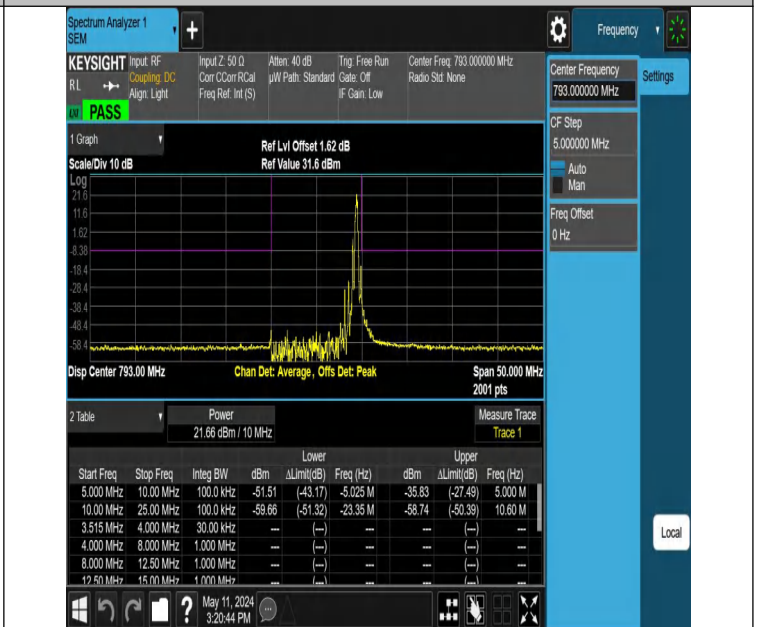 Spectrum Analyzer 1
SEM
+
Frequency
KEYSIGHT
RL
Input: RF
Coupling: DC
Align: Light
Input Z: 50 Ω
Corr CCorr RCal
Freq Ref: Int (S)
Atten: 40 dB
µW Path: Standard
Trig: Free Run
Gate: Off
IF Gain: Low
Center Freq: 793.000000 MHz
Radio Std: None
PASS
Center Frequency
793.000000 MHz
Settings
CF Step
5.000000 MHz
Auto
Man
Freq Offset
0 Hz
1 Graph
Ref Lvl Offset 1.62 dB
Scale/Div 10 dB
Ref Value 31.6 dBm
Log
21.6
11.6
1.62
-8.38
-18.4
-28.4
-38.4
-48.4
-58.4
Disp Center 793.00 MHz
Chan Det: Average, Offs Det: Peak
Span 50.000 MHz
2001 pts
2 Table
Power
21.66 dBm / 10 MHz
Measure Trace
Trace 1
Lower Upper
Start Freq Stop Freq Integ BW dBm ∆Limit(dB) Freq (Hz) dBm ∆Limit(dB) Freq (Hz)
5.000 MHz 10.00 MHz 100.0 kHz -51.51 (-43.17) -5.025 M -35.83 (-27.49) 5.000 M
10.00 MHz 25.00 MHz 100.0 kHz -59.66 (-51.32) -23.35 M -58.74 (-50.39) 10.60 M
3.515 MHz 4.000 MHz 30.00 kHz --- (---) --- --- (---) ---
4.000 MHz 8.000 MHz 1.000 MHz --- (---) --- --- (---) ---
8.000 MHz 12.50 MHz 1.000 MHz --- (---) --- --- (---) ---
12.50 MHz 15.00 MHz 1.000 MHz --- (---) --- --- (---) ---
Local
?
May 11, 2024
3:20:44 PM